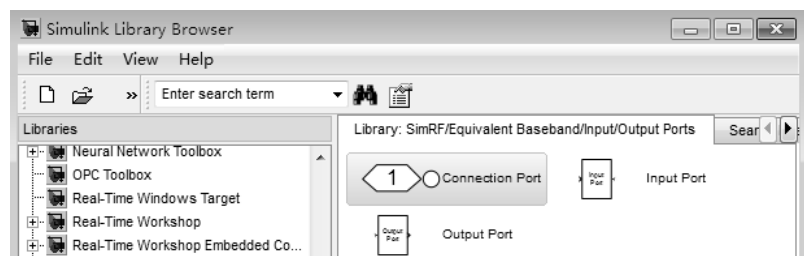 Simulink Library Browser
File Edit View Help
» Enter search term
Libraries
Library: SimRF/Equivalent Baseband/Input/Output Ports Sear
Neural Network Toolbox
OPC Toolbox
Real-Time Windows Target
Real-Time Workshop
Real-Time Workshop Embedded Co...
1 Connection Port
Input Port Input Port
Output Port Output Port